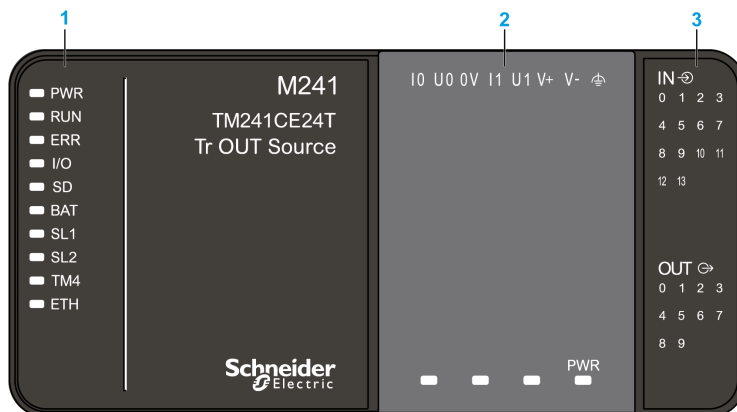 1 2 3
PWR
RUN
ERR
I/O
SD
BAT
SL1
SL2
TM4
ETH
M241
TM241CE24T
Tr OUT Source
Schneider
Electric
I0 U0 0V I1 U1 V+ V-
PWR
IN
0 1 2 3
4 5 6 7
8 9 10 11
12 13
OUT
0 1 2 3
4 5 6 7
8 9